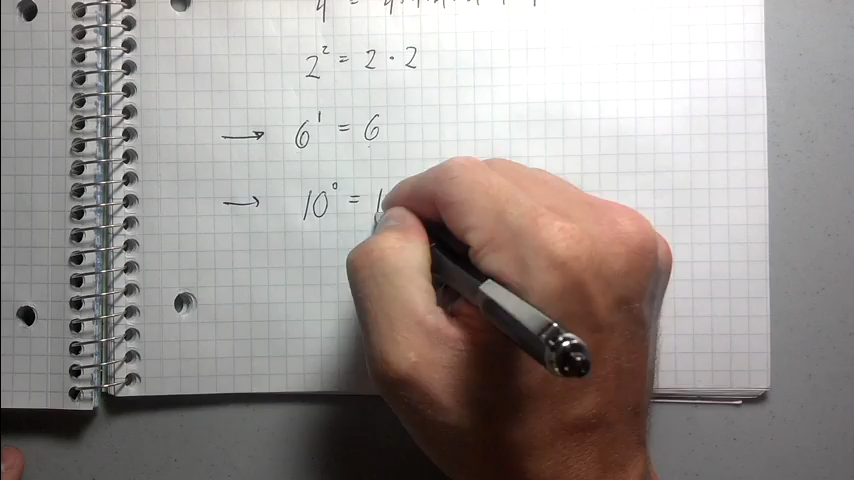 2² = 2 · 2
→ 6¹ = 6
→ 10⁰ = 1